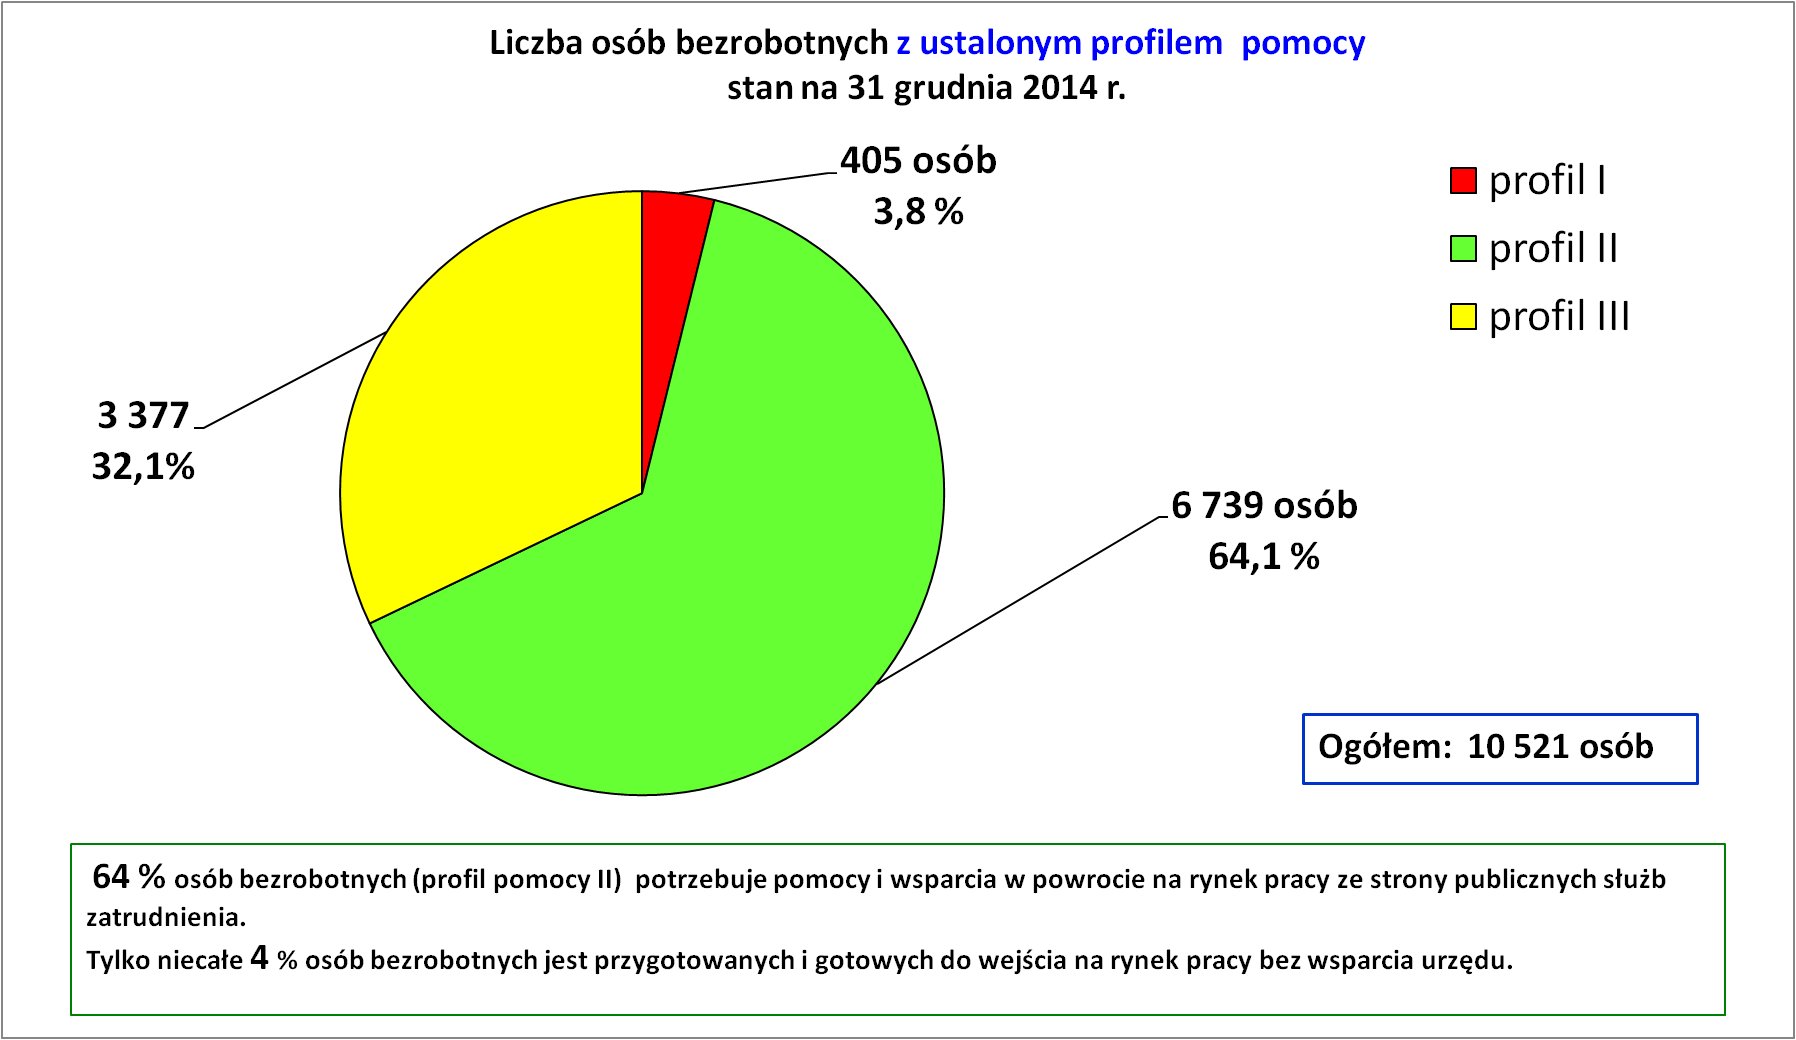 Liczba osób bezrobotnych z ustalonym profilem pomocy
stan na 31 grudnia 2014 r.
405 osób
3,8 %
profil I
profil II
profil III
3 377
32,1%
6 739 osób
64,1 %
Ogółem: 10 521 osób
64 % osób bezrobotnych (profil pomocy II) potrzebuje pomocy i wsparcia w powrocie na rynek pracy ze strony publicznych służb
zatrudnienia.
Tylko niecałe 4 % osób bezrobotnych jest przygotowanych i gotowych do wejścia na rynek pracy bez wsparcia urzędu.